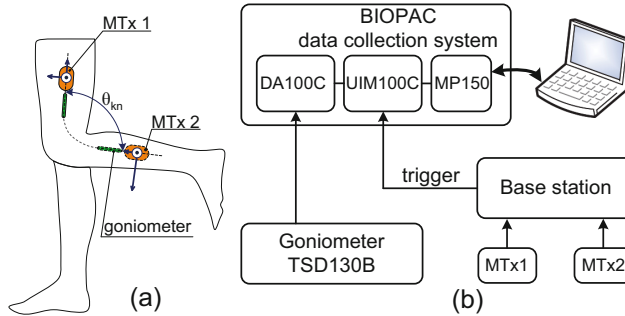 MTx 1
θkn
MTx 2
goniometer
(a)
BIOPAC
data collection system
DA100C
UIM100C
MP150
trigger
Base station
Goniometer
TSD130B
MTx1
MTx2
(b)